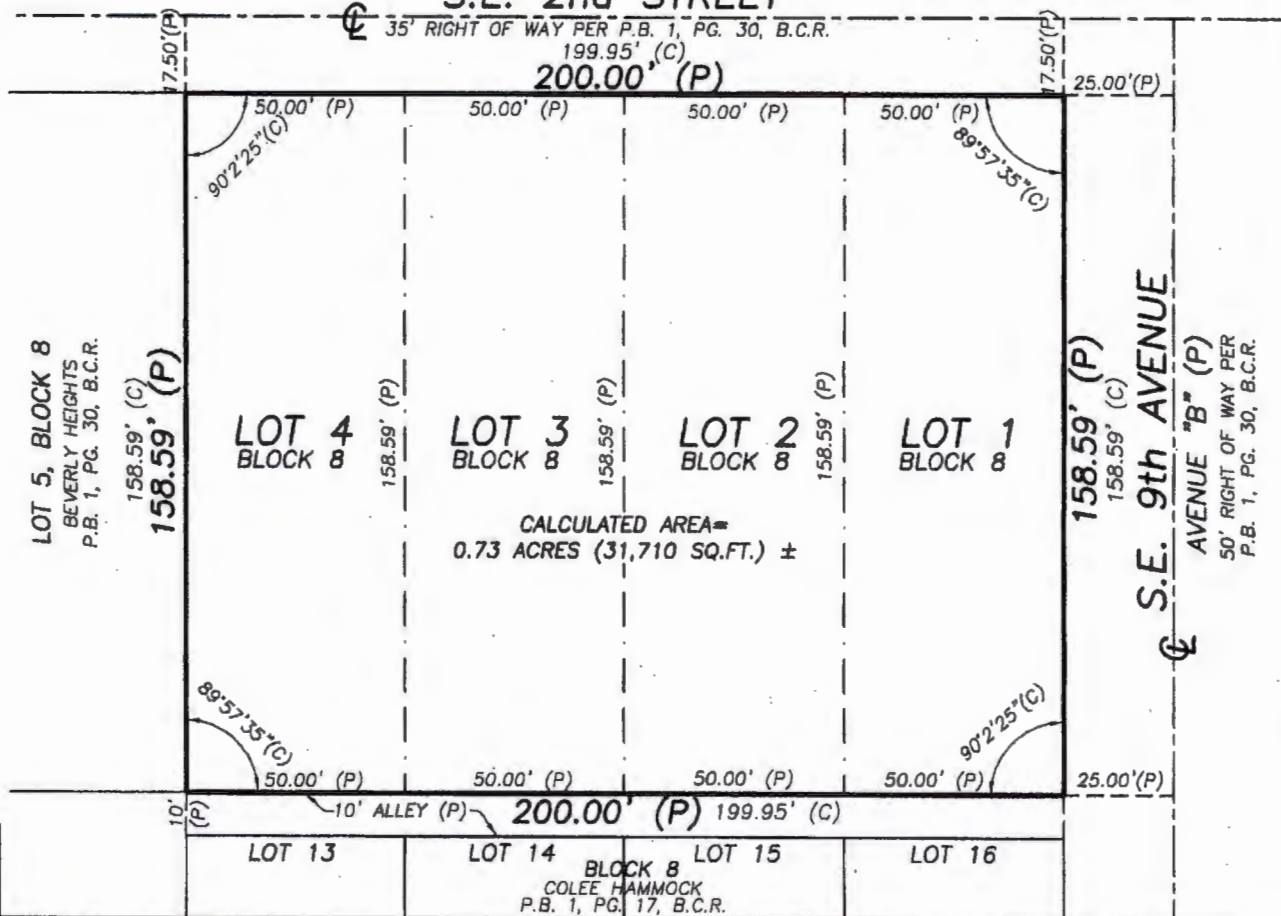 S.E. 2nd STREET
℄ 35' RIGHT OF WAY PER P.B. 1, PG. 30, B.C.R.
199.95' (C)
200.00' (P)
17.50'(P)
17.50'(P)
25.00'(P)
50.00' (P)
50.00' (P)
50.00' (P)
50.00' (P)
90°2'25"(C)
89°57'35"(C)
LOT 5, BLOCK 8
BEVERLY HEIGHTS
P.B. 1, PG. 30, B.C.R.
158.59' (C)
158.59' (P)
LOT 4
BLOCK 8
158.59' (P)
LOT 3
BLOCK 8
158.59' (P)
LOT 2
BLOCK 8
158.59' (P)
LOT 1
BLOCK 8
CALCULATED AREA=
0.73 ACRES (31,710 SQ.FT.) ±
158.59' (P)
158.59' (C)
℄ S.E. 9th AVENUE
AVENUE "B" (P)
50' RIGHT OF WAY PER
P.B. 1, PG. 30, B.C.R.
89°57'35"(C)
90°2'25"(C)
50.00' (P)
50.00' (P)
50.00' (P)
50.00' (P)
25.00'(P)
10'
(P)
10' ALLEY (P)
200.00' (P) 199.95' (C)
LOT 13
LOT 14
LOT 15
LOT 16
BLOCK 8
COLEE HAMMOCK
P.B. 1, PG. 17, B.C.R.